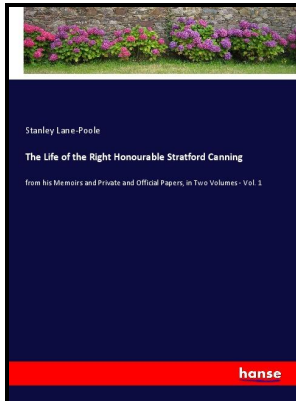 Stanley Lane-Poole
The Life of the Right Honourable Stratford Canning
from his Memoirs and Private and Official Papers, in Two Volumes - Vol. 1
hanse